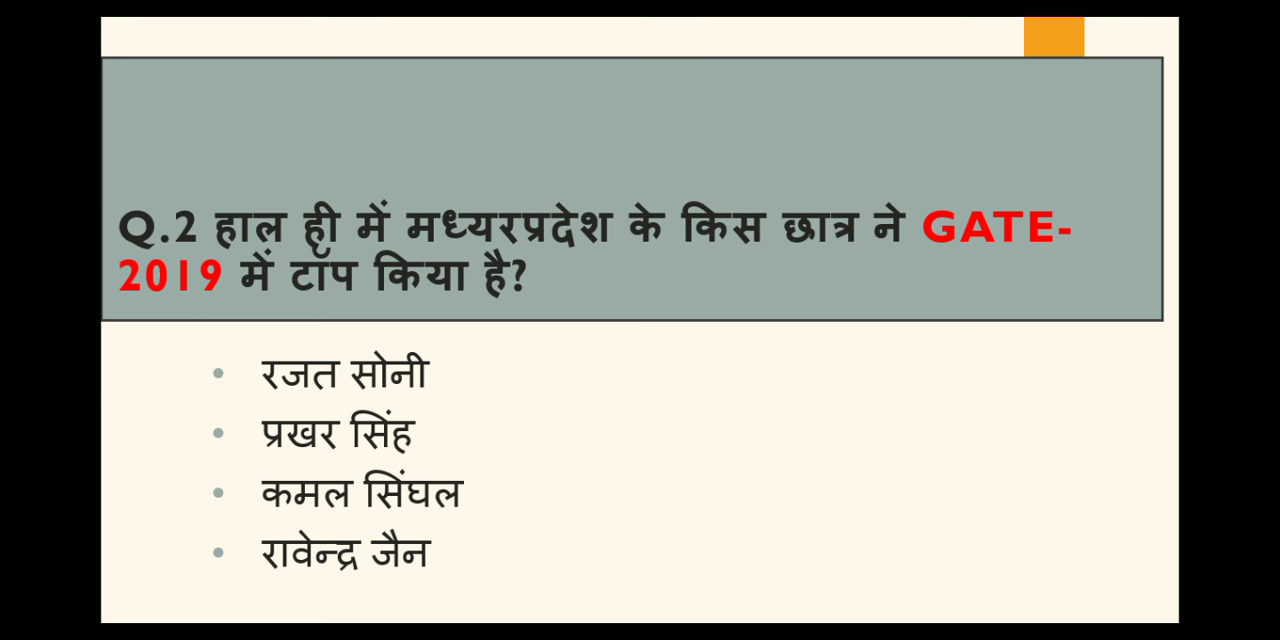 Q.2 हाल ही में मध्यरप्रदेश के किस छात्र ने GATE-
2019 में टॉप किया है?
• रजत सोनी
• प्रखर सिंह
• कमल सिंघल
• रावेन्द्र जैन